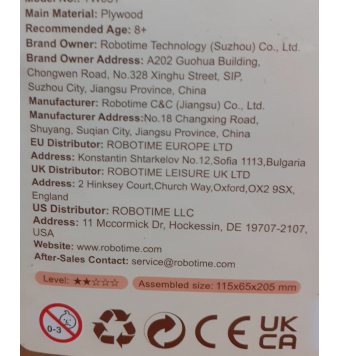 Main Material: Plywood
Recommended Age: 8+
Brand Owner: Robotime Technology (Suzhou) Co., Ltd.
Brand Owner Address: A202 Guohua Building,
Chongwen Road, No.328 Xinghu Street, SIP,
Suzhou City, Jiangsu Province, China
Manufacturer: Robotime C&C (Jiangsu) Co., Ltd.
Manufacturer Address:No.18 Changxing Road,
Shuyang, Suqian City, Jiangsu Province, China
EU Distributor: ROBOTIME EUROPE LTD
Address: Konstantin Shtarkelov No.12,Sofia 1113,Bulgaria
UK Distributor: ROBOTIME LEISURE UK LTD
Address: 2 Hinksey Court,Church Way,Oxford,OX2 9SX,
England
US Distributor: ROBOTIME LLC
Address: 11 Mccormick Dr, Hockessin, DE 19707-2107,
USA
Website: www.robotime.com
After-Sales Contact: service@robotime.com
Level: ★★☆☆☆ Assembled size: 115x65x205 mm
0-3 CE UK
CA